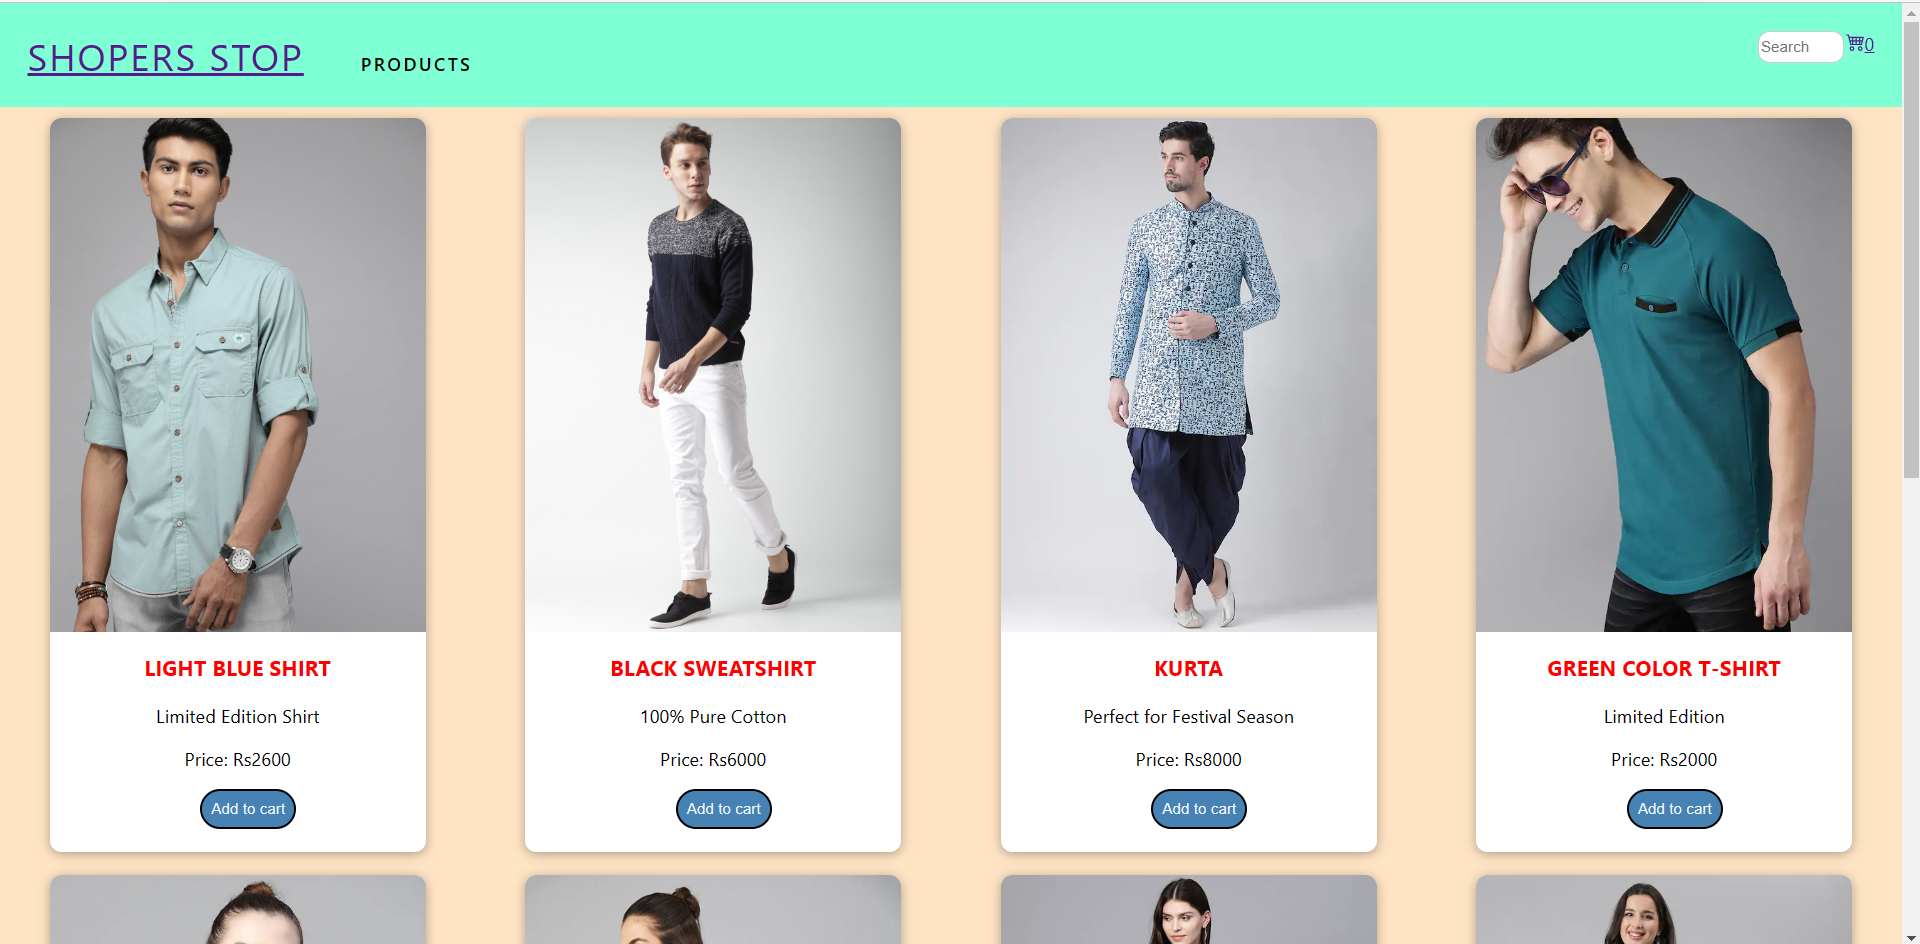 SHOPERS STOP
PRODUCTS
Search
0
LIGHT BLUE SHIRT
Limited Edition Shirt
Price: Rs2600
Add to cart
BLACK SWEATSHIRT
100% Pure Cotton
Price: Rs6000
Add to cart
KURTA
Perfect for Festival Season
Price: Rs8000
Add to cart
GREEN COLOR T-SHIRT
Limited Edition
Price: Rs2000
Add to cart